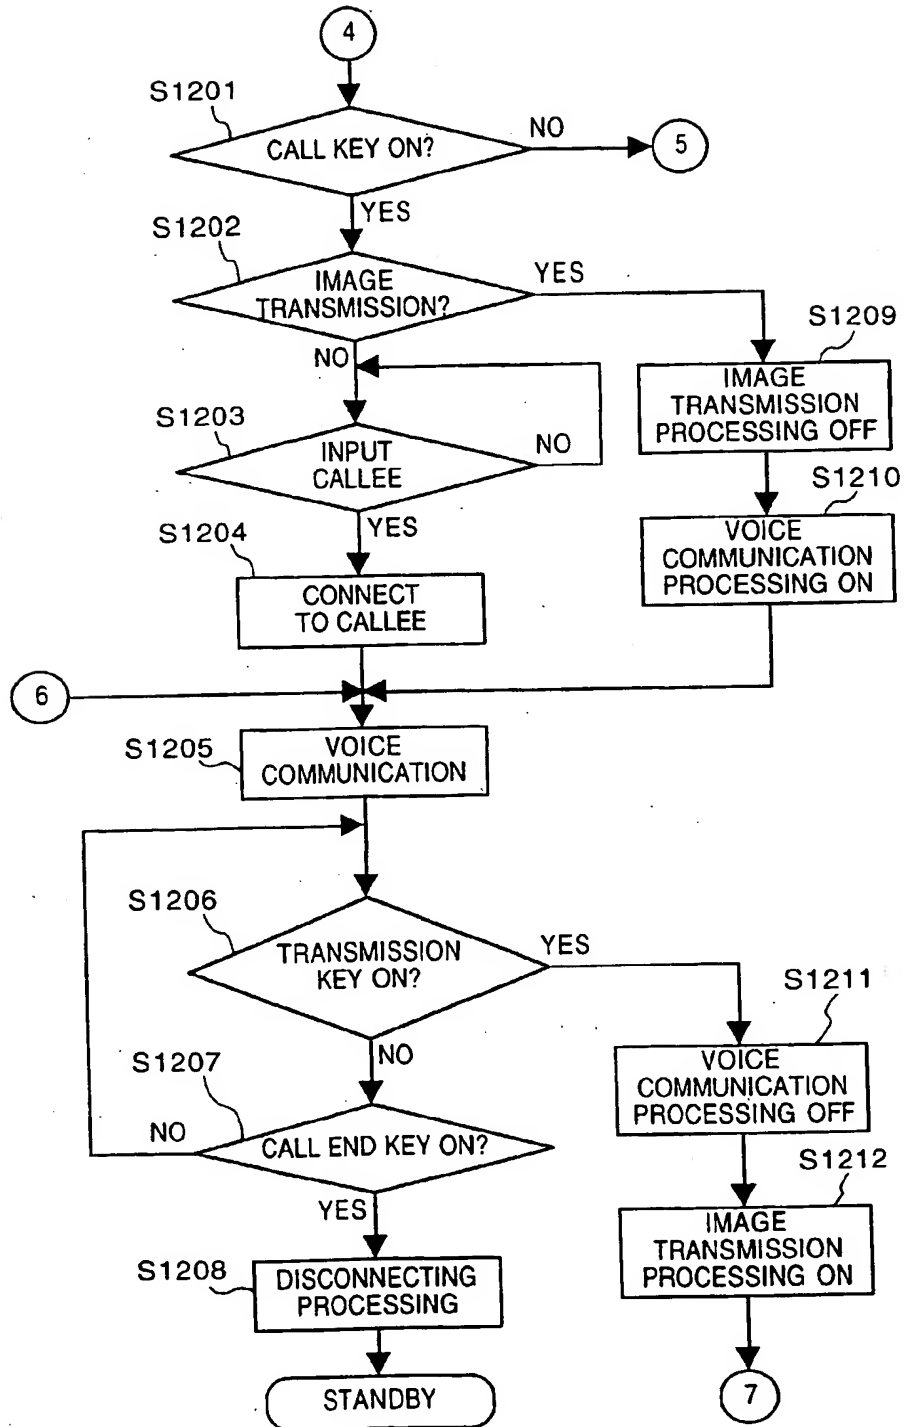 4
S1201
CALL KEY ON?
NO
5
YES
S1202
IMAGE
TRANSMISSION?
YES
S1209
IMAGE
TRANSMISSION
PROCESSING OFF
NO
S1203
INPUT
CALLEE
NO
S1210
VOICE
COMMUNICATION
PROCESSING ON
YES
S1204
CONNECT
TO CALLEE
6
S1205
VOICE
COMMUNICATION
S1206
TRANSMISSION
KEY ON?
YES
S1211
VOICE
COMMUNICATION
PROCESSING OFF
NO
S1207
CALL END KEY ON?
NO
S1212
IMAGE
TRANSMISSION
PROCESSING ON
YES
S1208
DISCONNECTING
PROCESSING
7
STANDBY